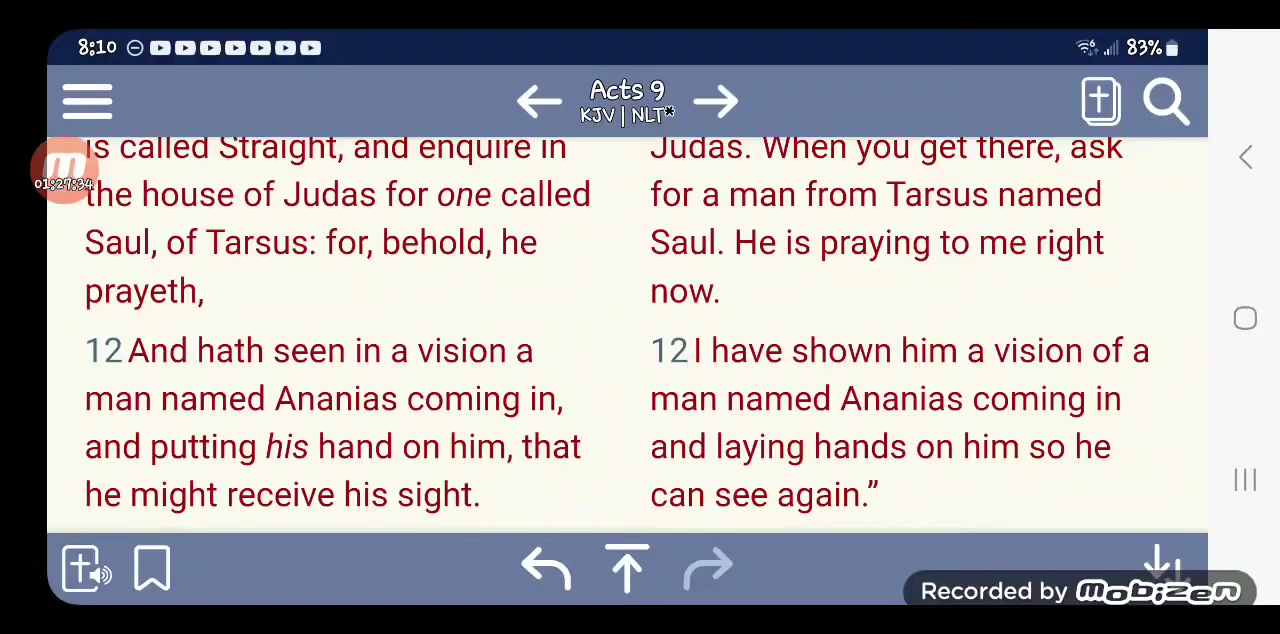 8:10
83%
Acts 9
KJV | NLT*
01:27:34
is called Straight, and enquire in
the house of Judas for one called
Saul, of Tarsus: for, behold, he
prayeth,
12 And hath seen in a vision a
man named Ananias coming in,
and putting his hand on him, that
he might receive his sight.
Judas. When you get there, ask
for a man from Tarsus named
Saul. He is praying to me right
now.
12 I have shown him a vision of a
man named Ananias coming in
and laying hands on him so he
can see again.”
Recorded by mobizen